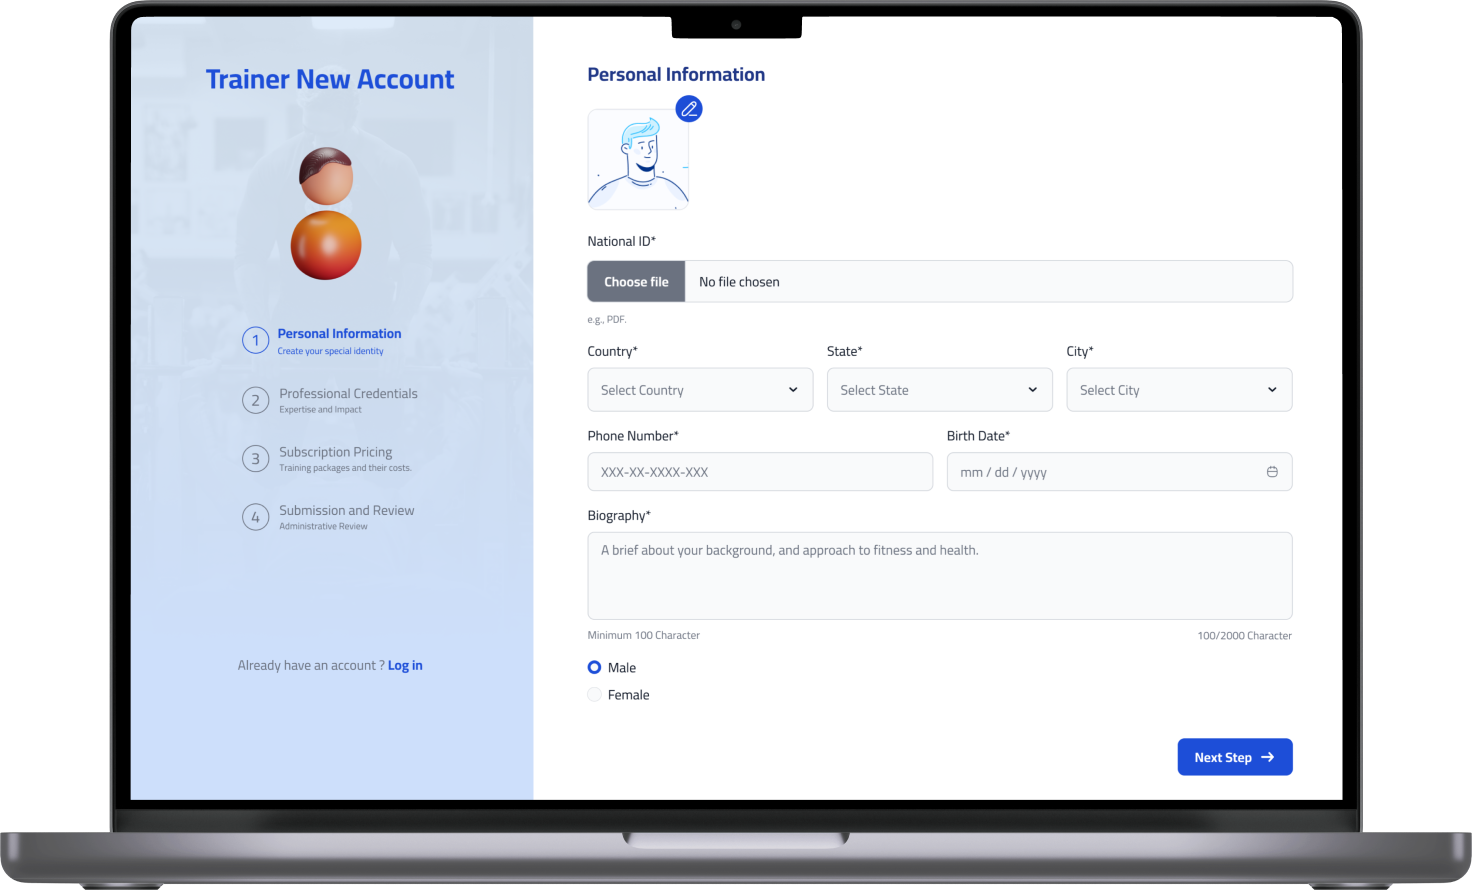 Trainer New Account
1
Personal Information
Create your special identity
2
Professional Credentials
Expertise and Impact
3
Subscription Pricing
Training packages and their costs.
4
Submission and Review
Administrative Review
Already have an account ? Log in
Personal Information
National ID*
Choose file No file chosen
e.g., PDF.
Country* State* City*
Select Country Select State Select City
Phone Number* Birth Date*
XXX-XX-XXXX-XXX mm / dd / yyyy
Biography*
A brief about your background, and approach to fitness and health.
Minimum 100 Character 100/2000 Character
Male
Female
Next Step